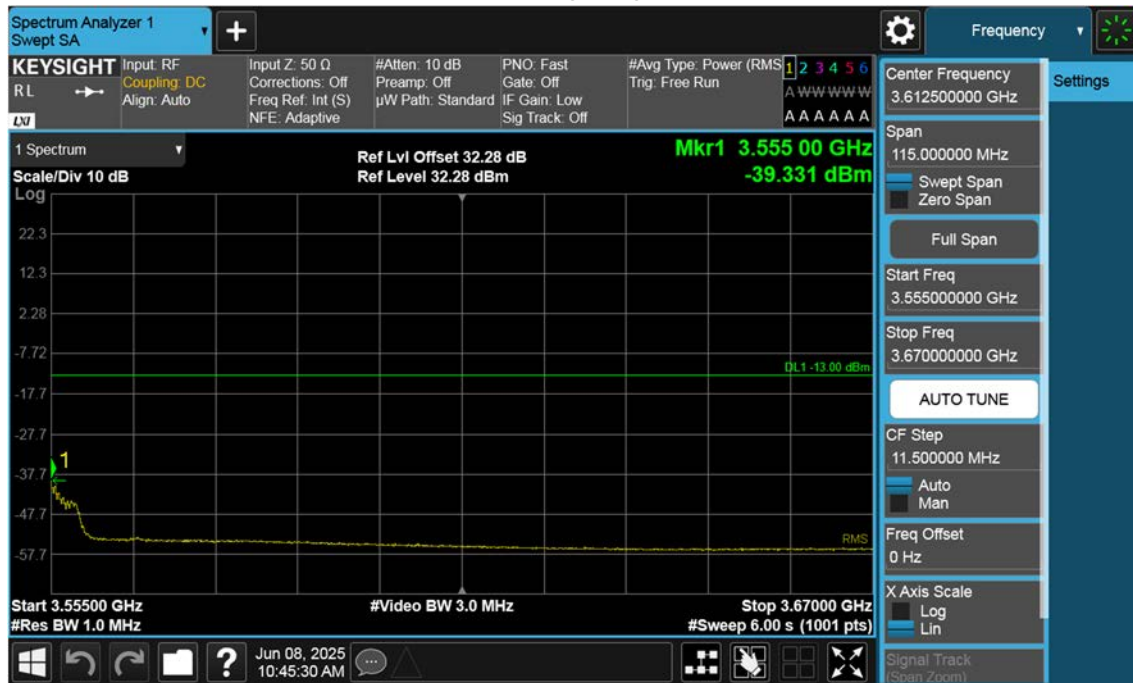 Spectrum Analyzer 1
Swept SA
+
Frequency
KEYSIGHT
RL
LXI
Input: RF
Coupling: DC
Align: Auto
Input Z: 50 Ω
Corrections: Off
Freq Ref: Int (S)
NFE: Adaptive
#Atten: 10 dB
Preamp: Off
µW Path: Standard
PNO: Fast
Gate: Off
IF Gain: Low
Sig Track: Off
#Avg Type: Power (RMS
Trig: Free Run
1 2 3 4 5 6
A W W W W W
A A A A A A
1 Spectrum
Scale/Div 10 dB
Ref Lvl Offset 32.28 dB
Ref Level 32.28 dBm
Mkr1 3.555 00 GHz
-39.331 dBm
Log
22.3
12.3
2.28
-7.72
DL1 -13.00 dBm
-17.7
-27.7
1
-37.7
-47.7
RMS
-57.7
Start 3.55500 GHz
#Res BW 1.0 MHz
#Video BW 3.0 MHz
Stop 3.67000 GHz
#Sweep 6.00 s (1001 pts)
Center Frequency
3.612500000 GHz
Span
115.000000 MHz
Swept Span
Zero Span
Full Span
Start Freq
3.555000000 GHz
Stop Freq
3.670000000 GHz
AUTO TUNE
CF Step
11.500000 MHz
Auto
Man
Freq Offset
0 Hz
X Axis Scale
Log
Lin
Signal Track
(Span Zoom)
Settings
?
Jun 08, 2025
10:45:30 AM